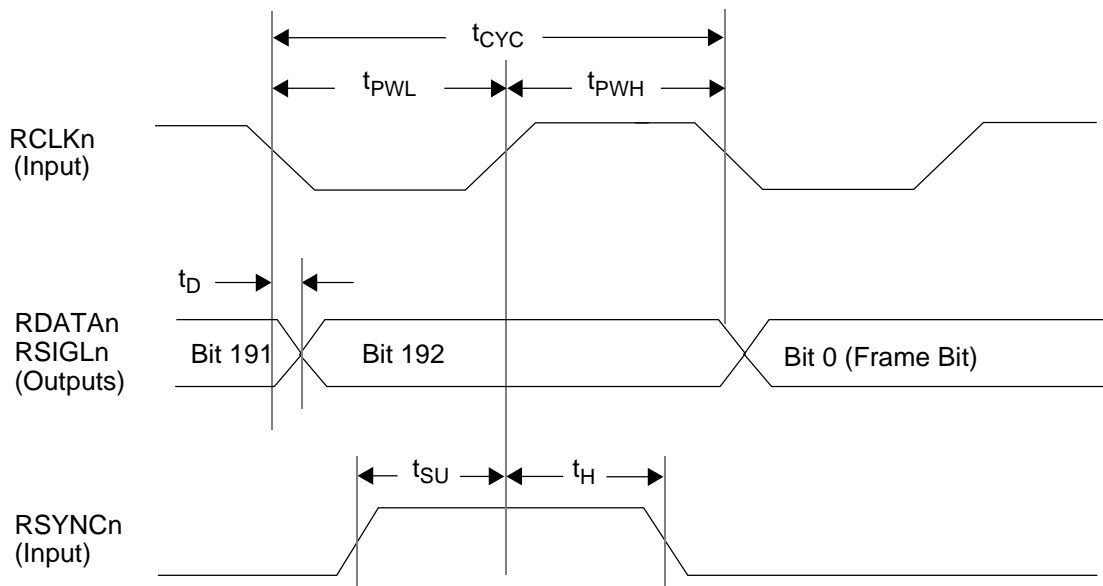 tCYC
tPWL
tPWH
RCLKn
(Input)
tD
RDATAn
RSIGLn
(Outputs)
Bit 191
Bit 192
Bit 0 (Frame Bit)
tSU
tH
RSYNCn
(Input)